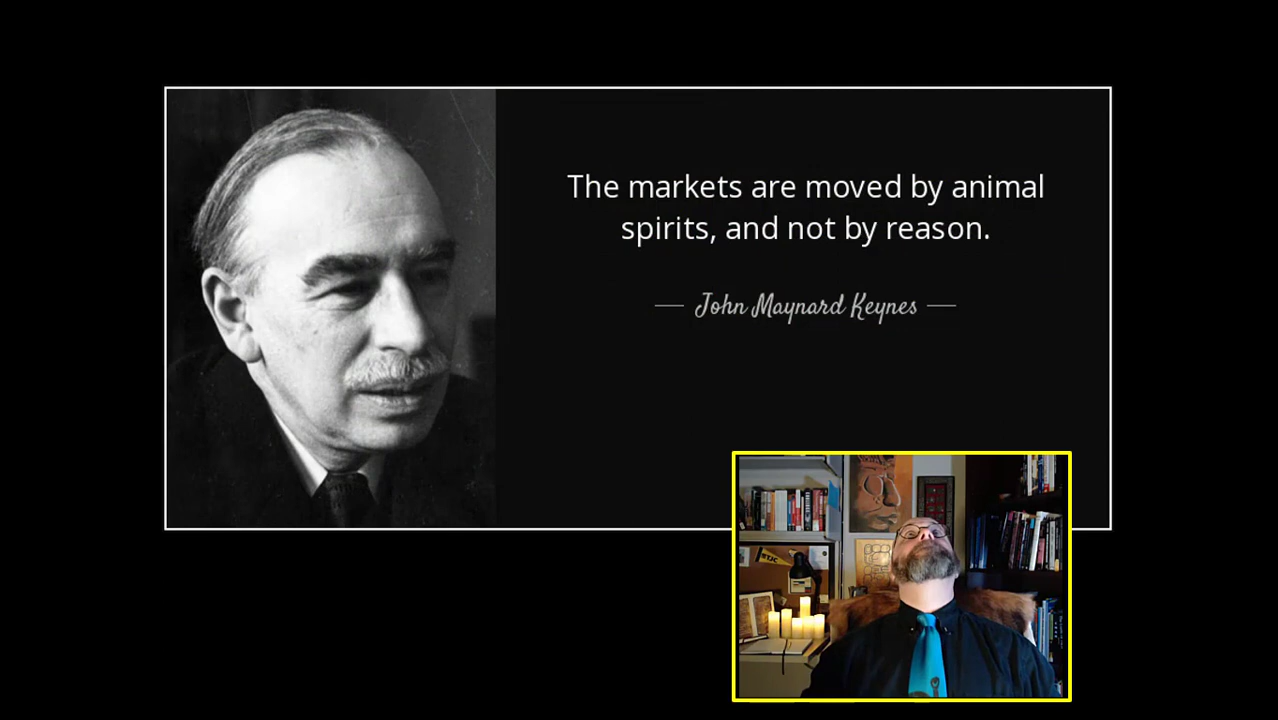 The markets are moved by animal
spirits, and not by reason.
John Maynard Keynes